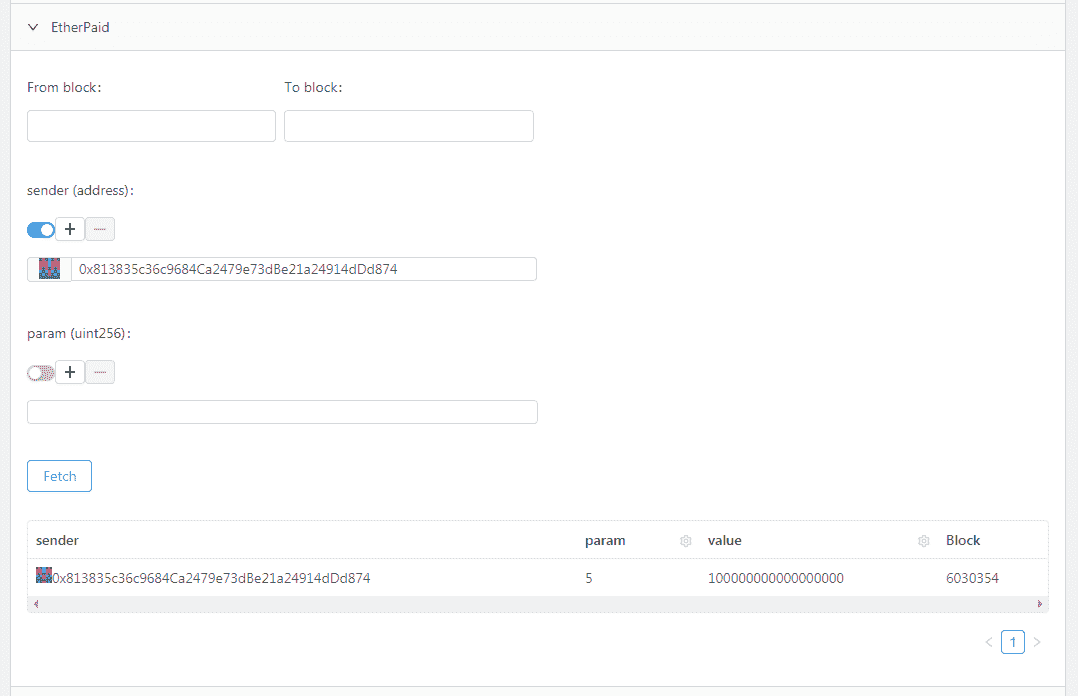 EtherPaid
From block: To block:
sender (address):
0x813835c36c9684Ca2479e73dBe21a24914dDd874
param (uint256):
Fetch
sender param value Block
0x813835c36c9684Ca2479e73dBe21a24914dDd874 5 100000000000000000 6030354
< 1 >